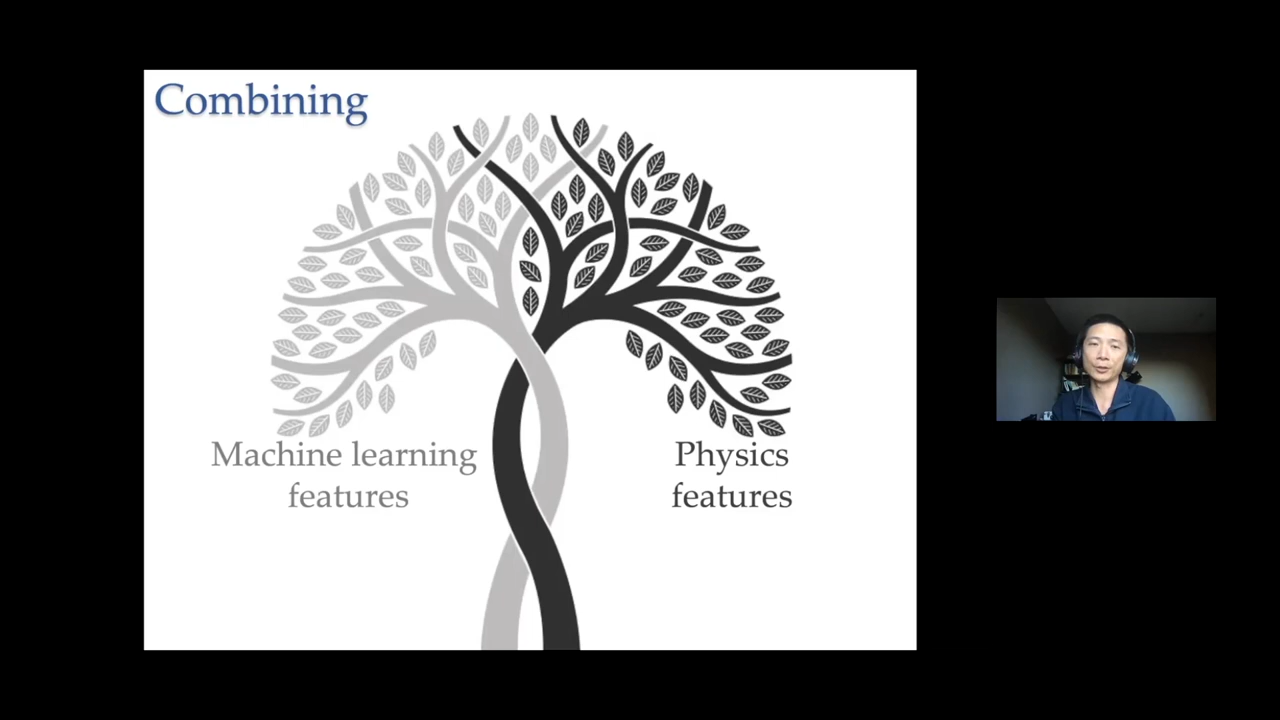 Combining
Machine learning
features
Physics
features